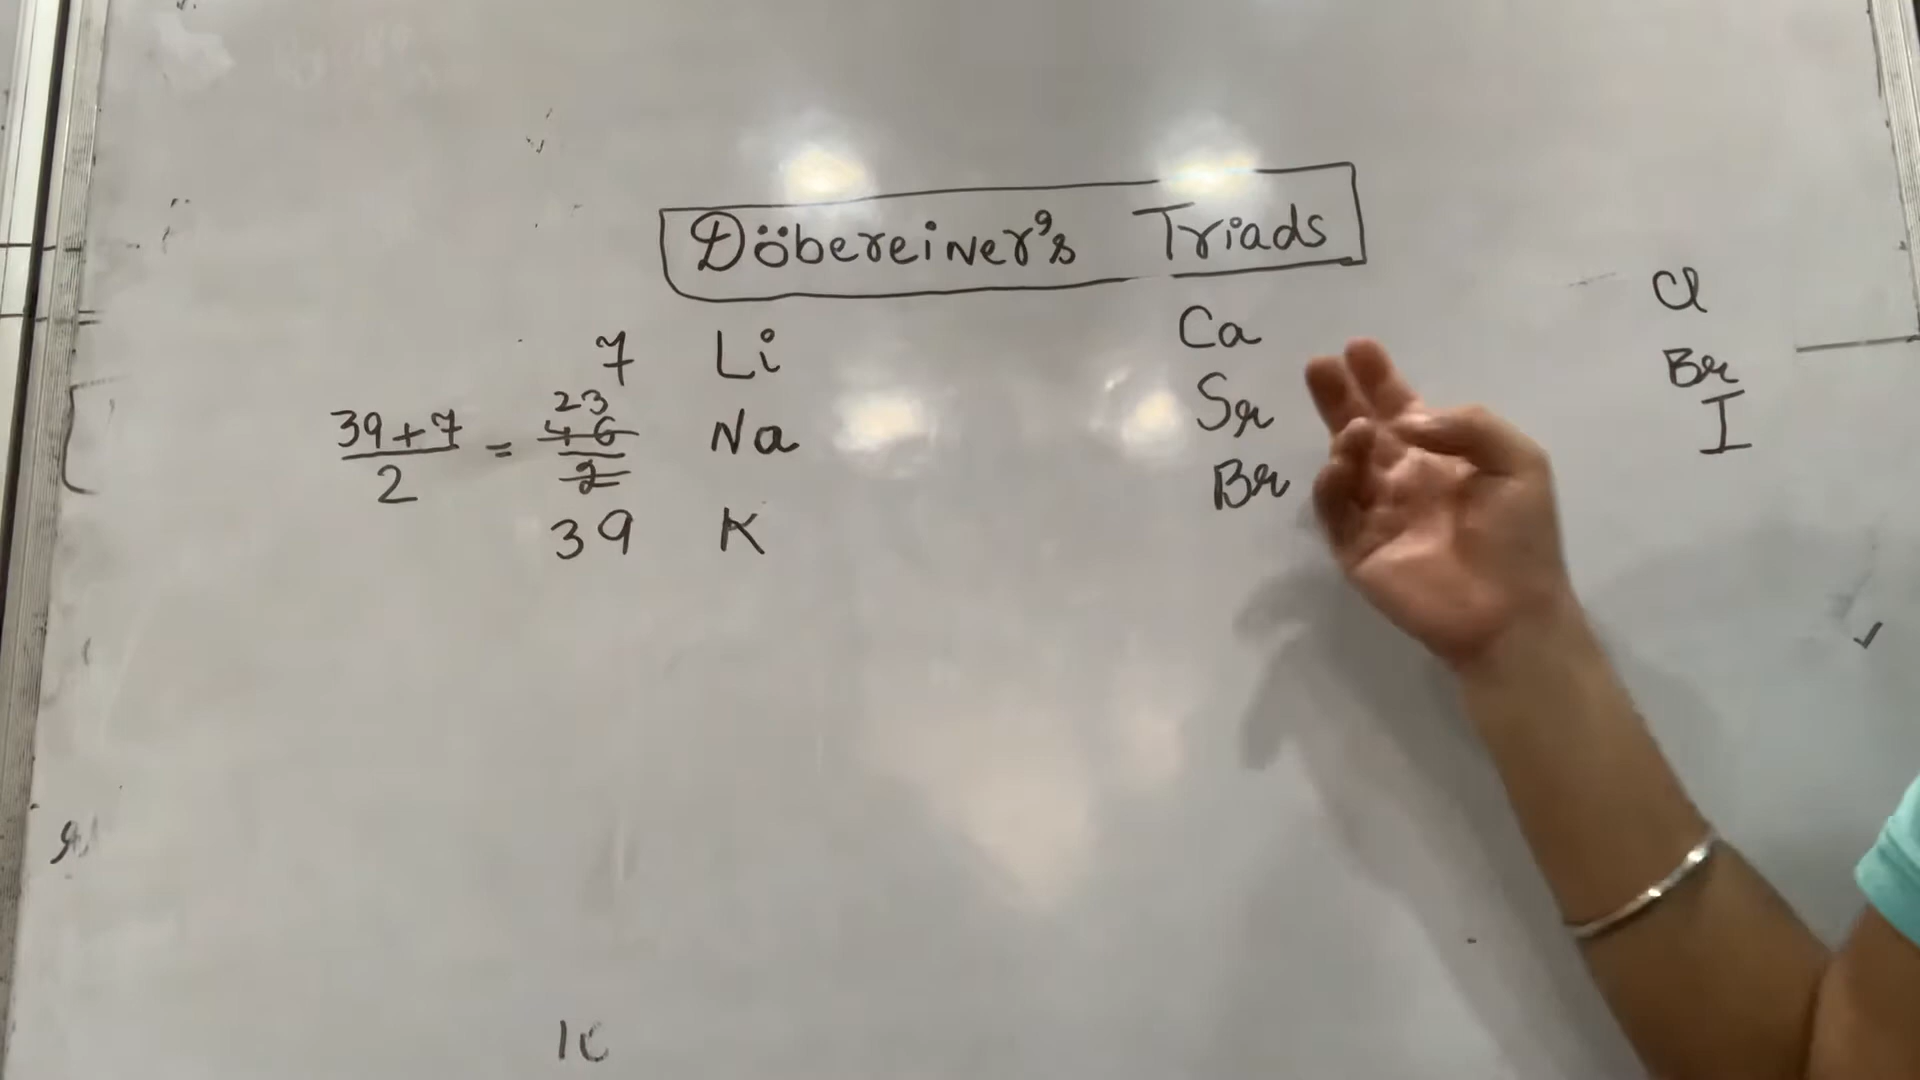 Döbereiner's Triads
7 Li
39+7/2 = 46/2 23 Na
39 K
Ca
Sr
Br
Cl
Br
I